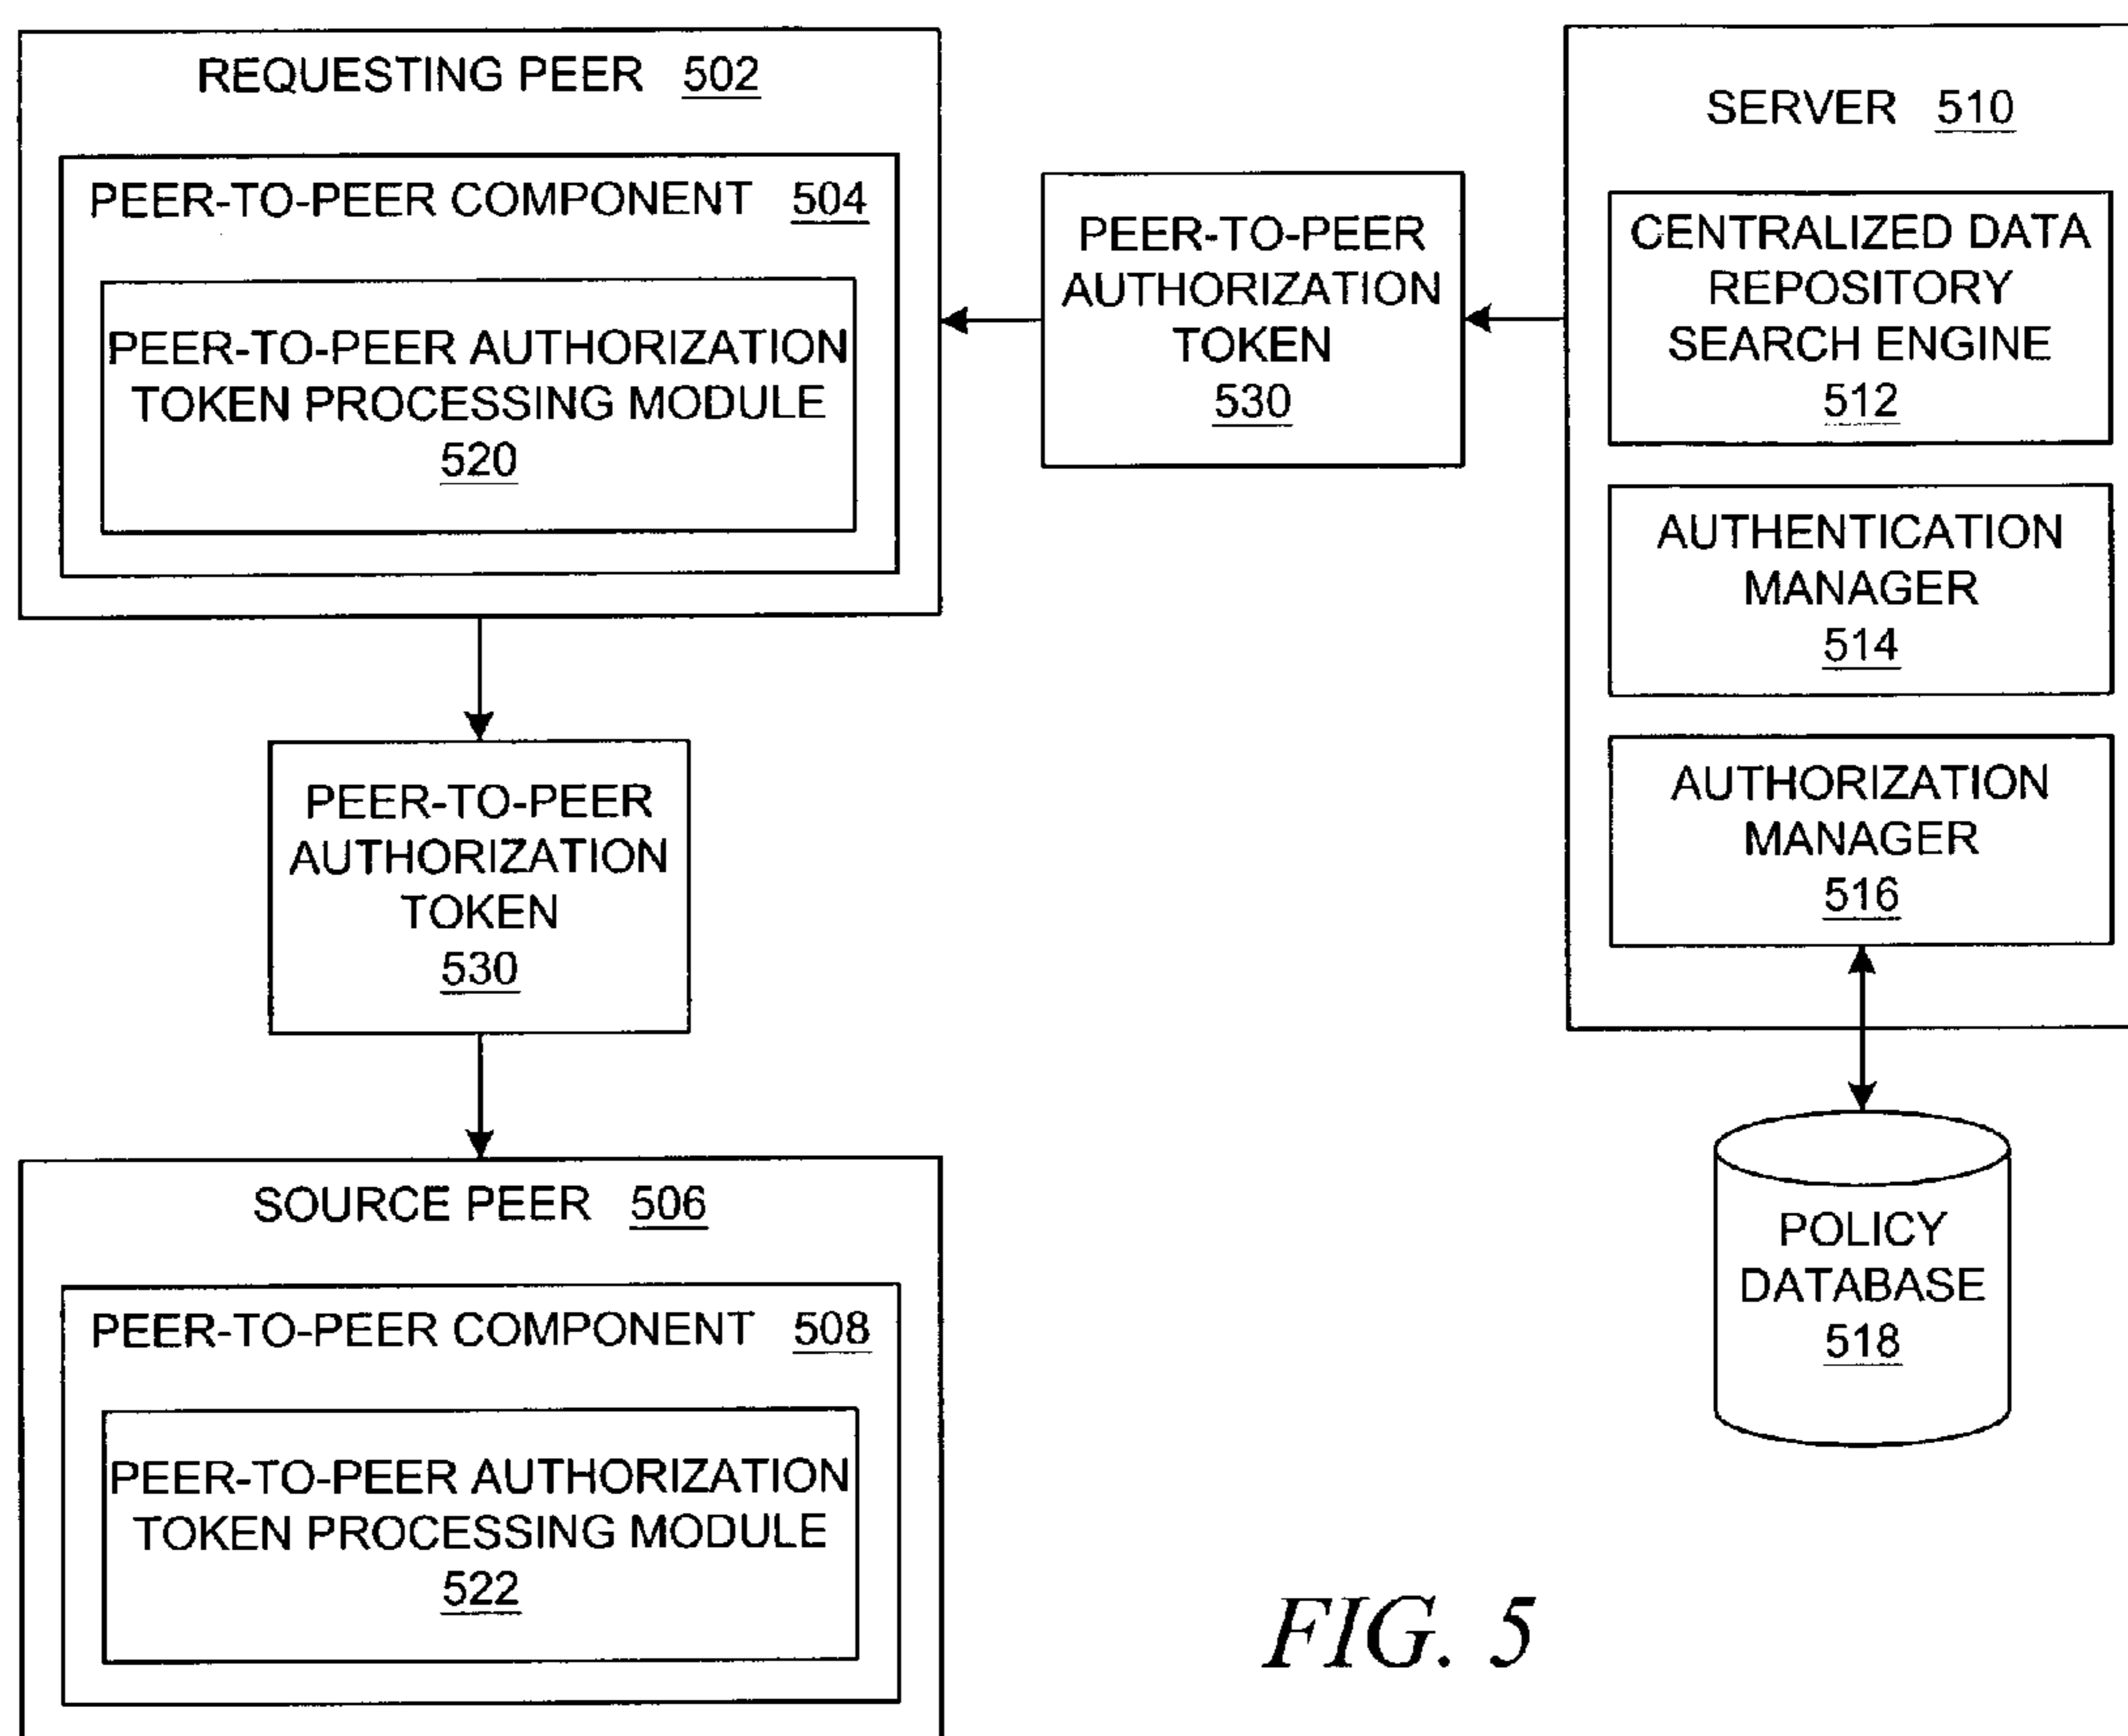 REQUESTING PEER 502
PEER-TO-PEER COMPONENT 504
PEER-TO-PEER AUTHORIZATION
TOKEN PROCESSING MODULE
520
PEER-TO-PEER
AUTHORIZATION
TOKEN
530
SERVER 510
CENTRALIZED DATA
REPOSITORY
SEARCH ENGINE
512
AUTHENTICATION
MANAGER
514
AUTHORIZATION
MANAGER
516
PEER-TO-PEER
AUTHORIZATION
TOKEN
530
SOURCE PEER 506
PEER-TO-PEER COMPONENT 508
PEER-TO-PEER AUTHORIZATION
TOKEN PROCESSING MODULE
522
POLICY
DATABASE
518
FIG. 5